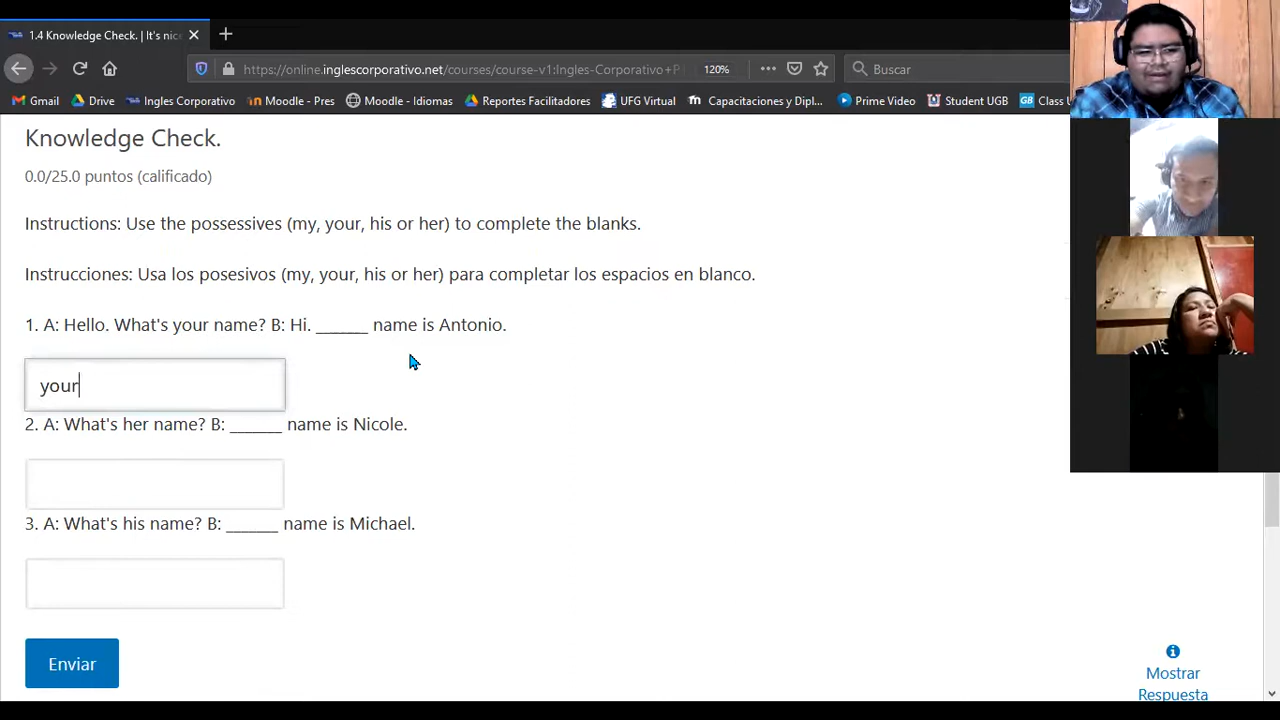 1.4 Knowledge Check. | It's nice
https://online.inglescorporativo.net/courses/course-v1:Ingles-Corporativo+P
120%
Buscar
Gmail
Drive
Ingles Corporativo
Moodle - Pres
Moodle - Idiomas
Reportes Facilitadores
UFG Virtual
Capacitaciones y Dipl...
Prime Video
Student UGB
Class U
Knowledge Check.
0.0/25.0 puntos (calificado)
Instructions: Use the possessives (my, your, his or her) to complete the blanks.
Instrucciones: Usa los posesivos (my, your, his or her) para completar los espacios en blanco.
1. A: Hello. What's your name? B: Hi. ______ name is Antonio.
your
2. A: What's her name? B: ______ name is Nicole.
3. A: What's his name? B: ______ name is Michael.
Enviar
Mostrar
Respuesta